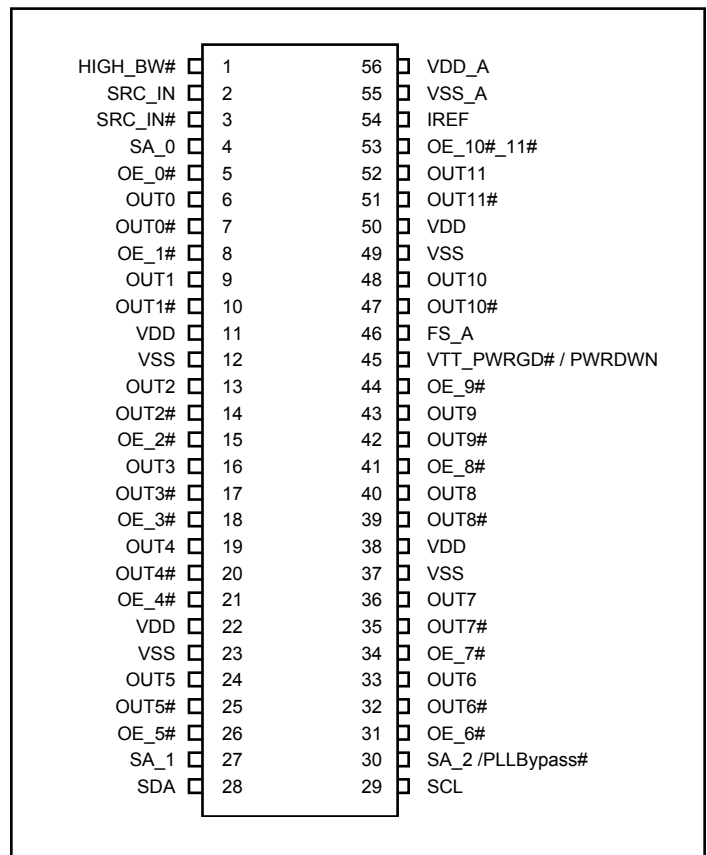 HIGH_BW# 1 56 VDD_A
SRC_IN 2 55 VSS_A
SRC_IN# 3 54 IREF
SA_0 4 53 OE_10#_11#
OE_0# 5 52 OUT11
OUT0 6 51 OUT11#
OUT0# 7 50 VDD
OE_1# 8 49 VSS
OUT1 9 48 OUT10
OUT1# 10 47 OUT10#
VDD 11 46 FS_A
VSS 12 45 VTT_PWRGD# / PWRDWN
OUT2 13 44 OE_9#
OUT2# 14 43 OUT9
OE_2# 15 42 OUT9#
OUT3 16 41 OE_8#
OUT3# 17 40 OUT8
OE_3# 18 39 OUT8#
OUT4 19 38 VDD
OUT4# 20 37 VSS
OE_4# 21 36 OUT7
VDD 22 35 OUT7#
VSS 23 34 OE_7#
OUT5 24 33 OUT6
OUT5# 25 32 OUT6#
OE_5# 26 31 OE_6#
SA_1 27 30 SA_2 /PLLBypass#
SDA 28 29 SCL